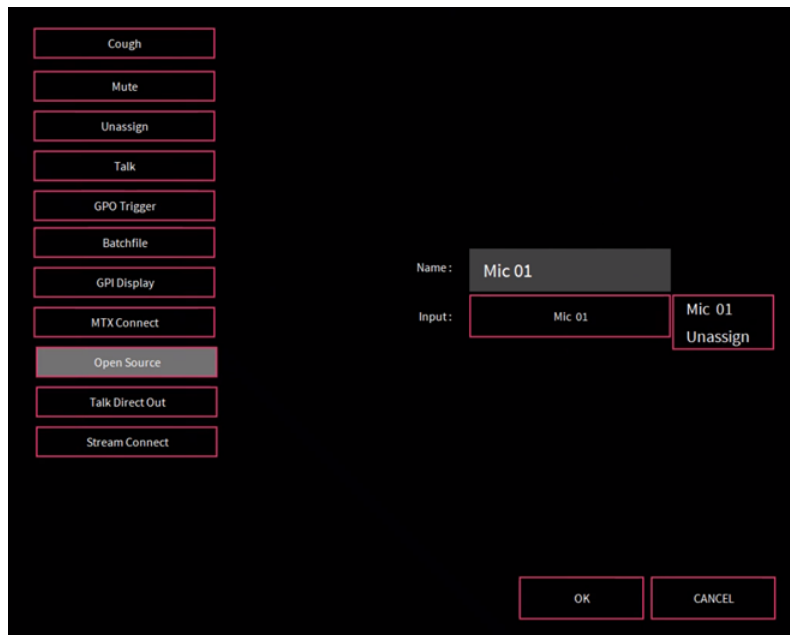 Cough
Mute
Unassign
Talk
GPO Trigger
Batchfile
GPI Display
MTX Connect
Open Source
Talk Direct Out
Stream Connect
Name :
Mic 01
Input :
Mic 01
Mic 01
Unassign
OK
CANCEL